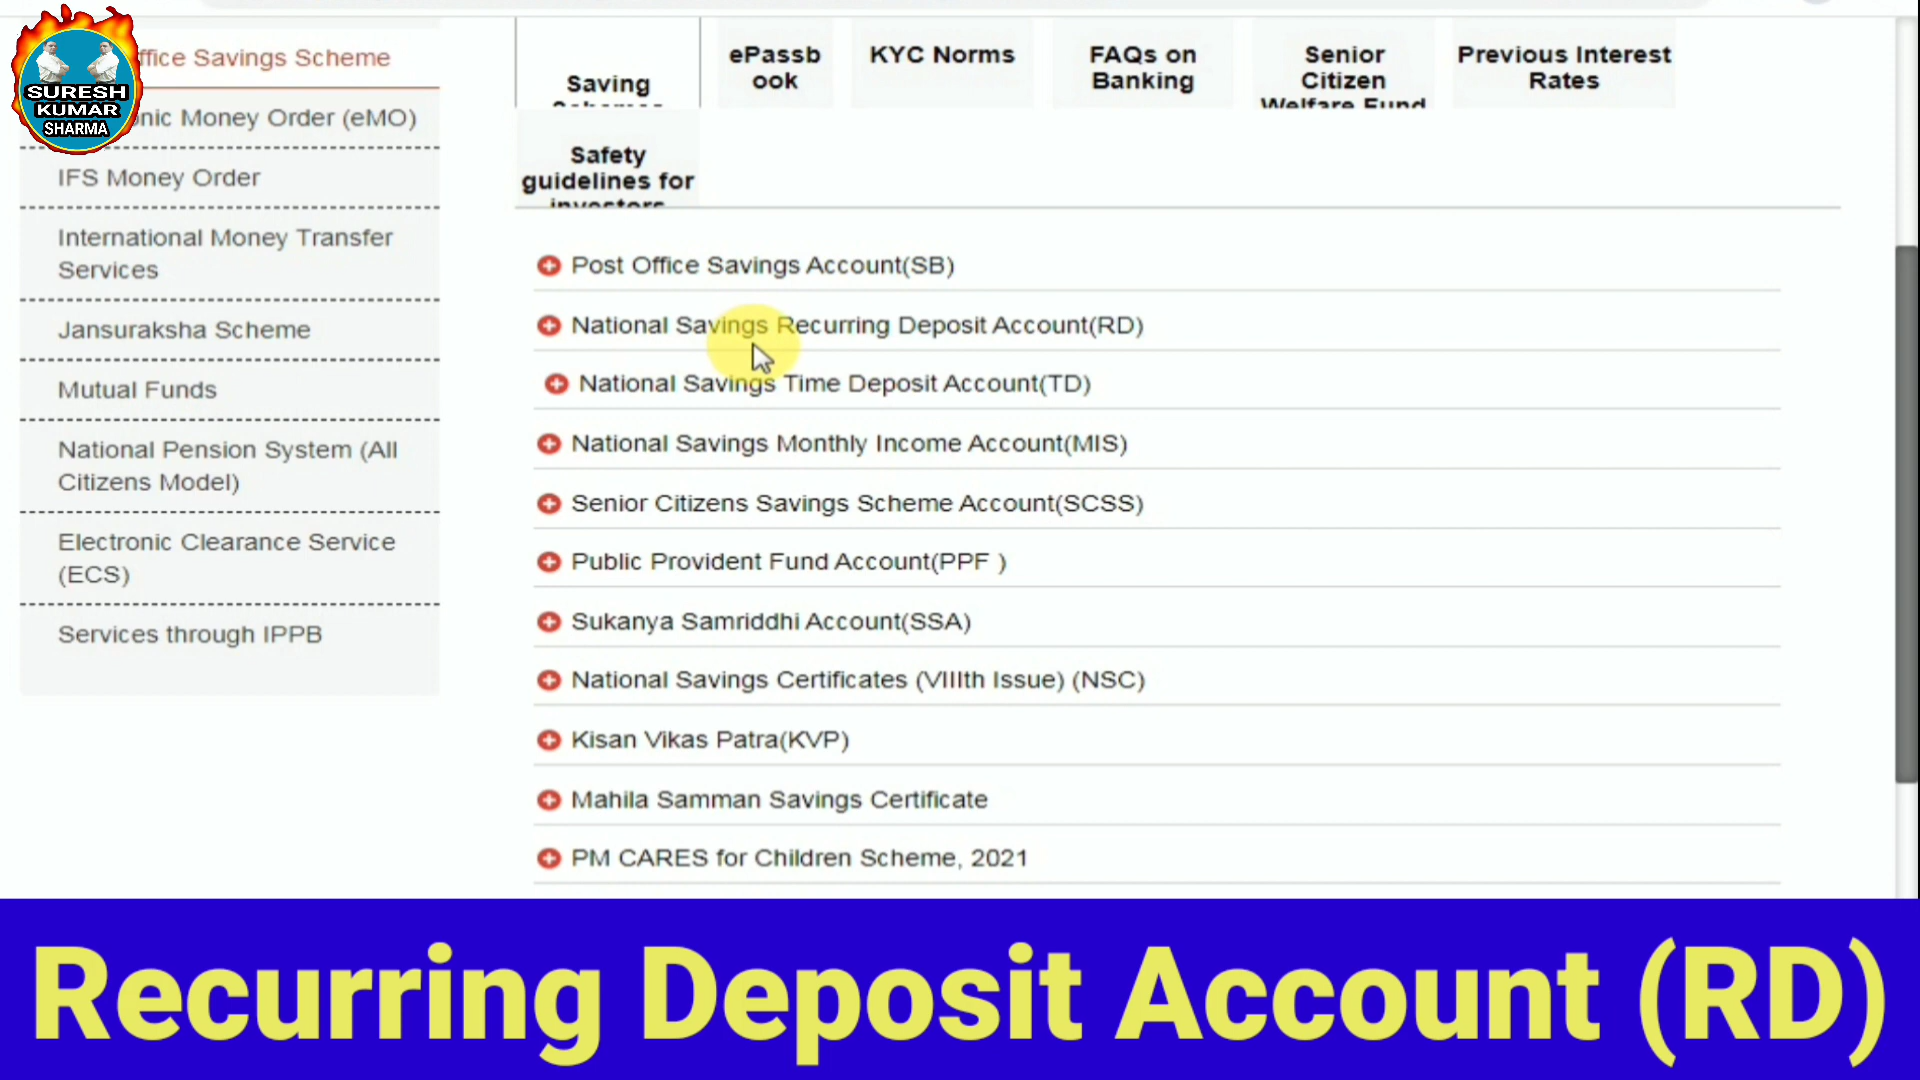 SURESH
KUMAR
SHARMA
ffice Savings Scheme
nic Money Order (eMO)
IFS Money Order
International Money Transfer
Services
Jansuraksha Scheme
Mutual Funds
National Pension System (All
Citizens Model)
Electronic Clearance Service
(ECS)
Services through IPPB
Saving
Schemes
ePassb
ook
KYC Norms
FAQs on
Banking
Senior
Citizen
Welfare Fund
Previous Interest
Rates
Safety
guidelines for
investors
Post Office Savings Account(SB)
National Savings Recurring Deposit Account(RD)
National Savings Time Deposit Account(TD)
National Savings Monthly Income Account(MIS)
Senior Citizens Savings Scheme Account(SCSS)
Public Provident Fund Account(PPF )
Sukanya Samriddhi Account(SSA)
National Savings Certificates (VIIIth Issue) (NSC)
Kisan Vikas Patra(KVP)
Mahila Samman Savings Certificate
PM CARES for Children Scheme, 2021
Recurring Deposit Account (RD)